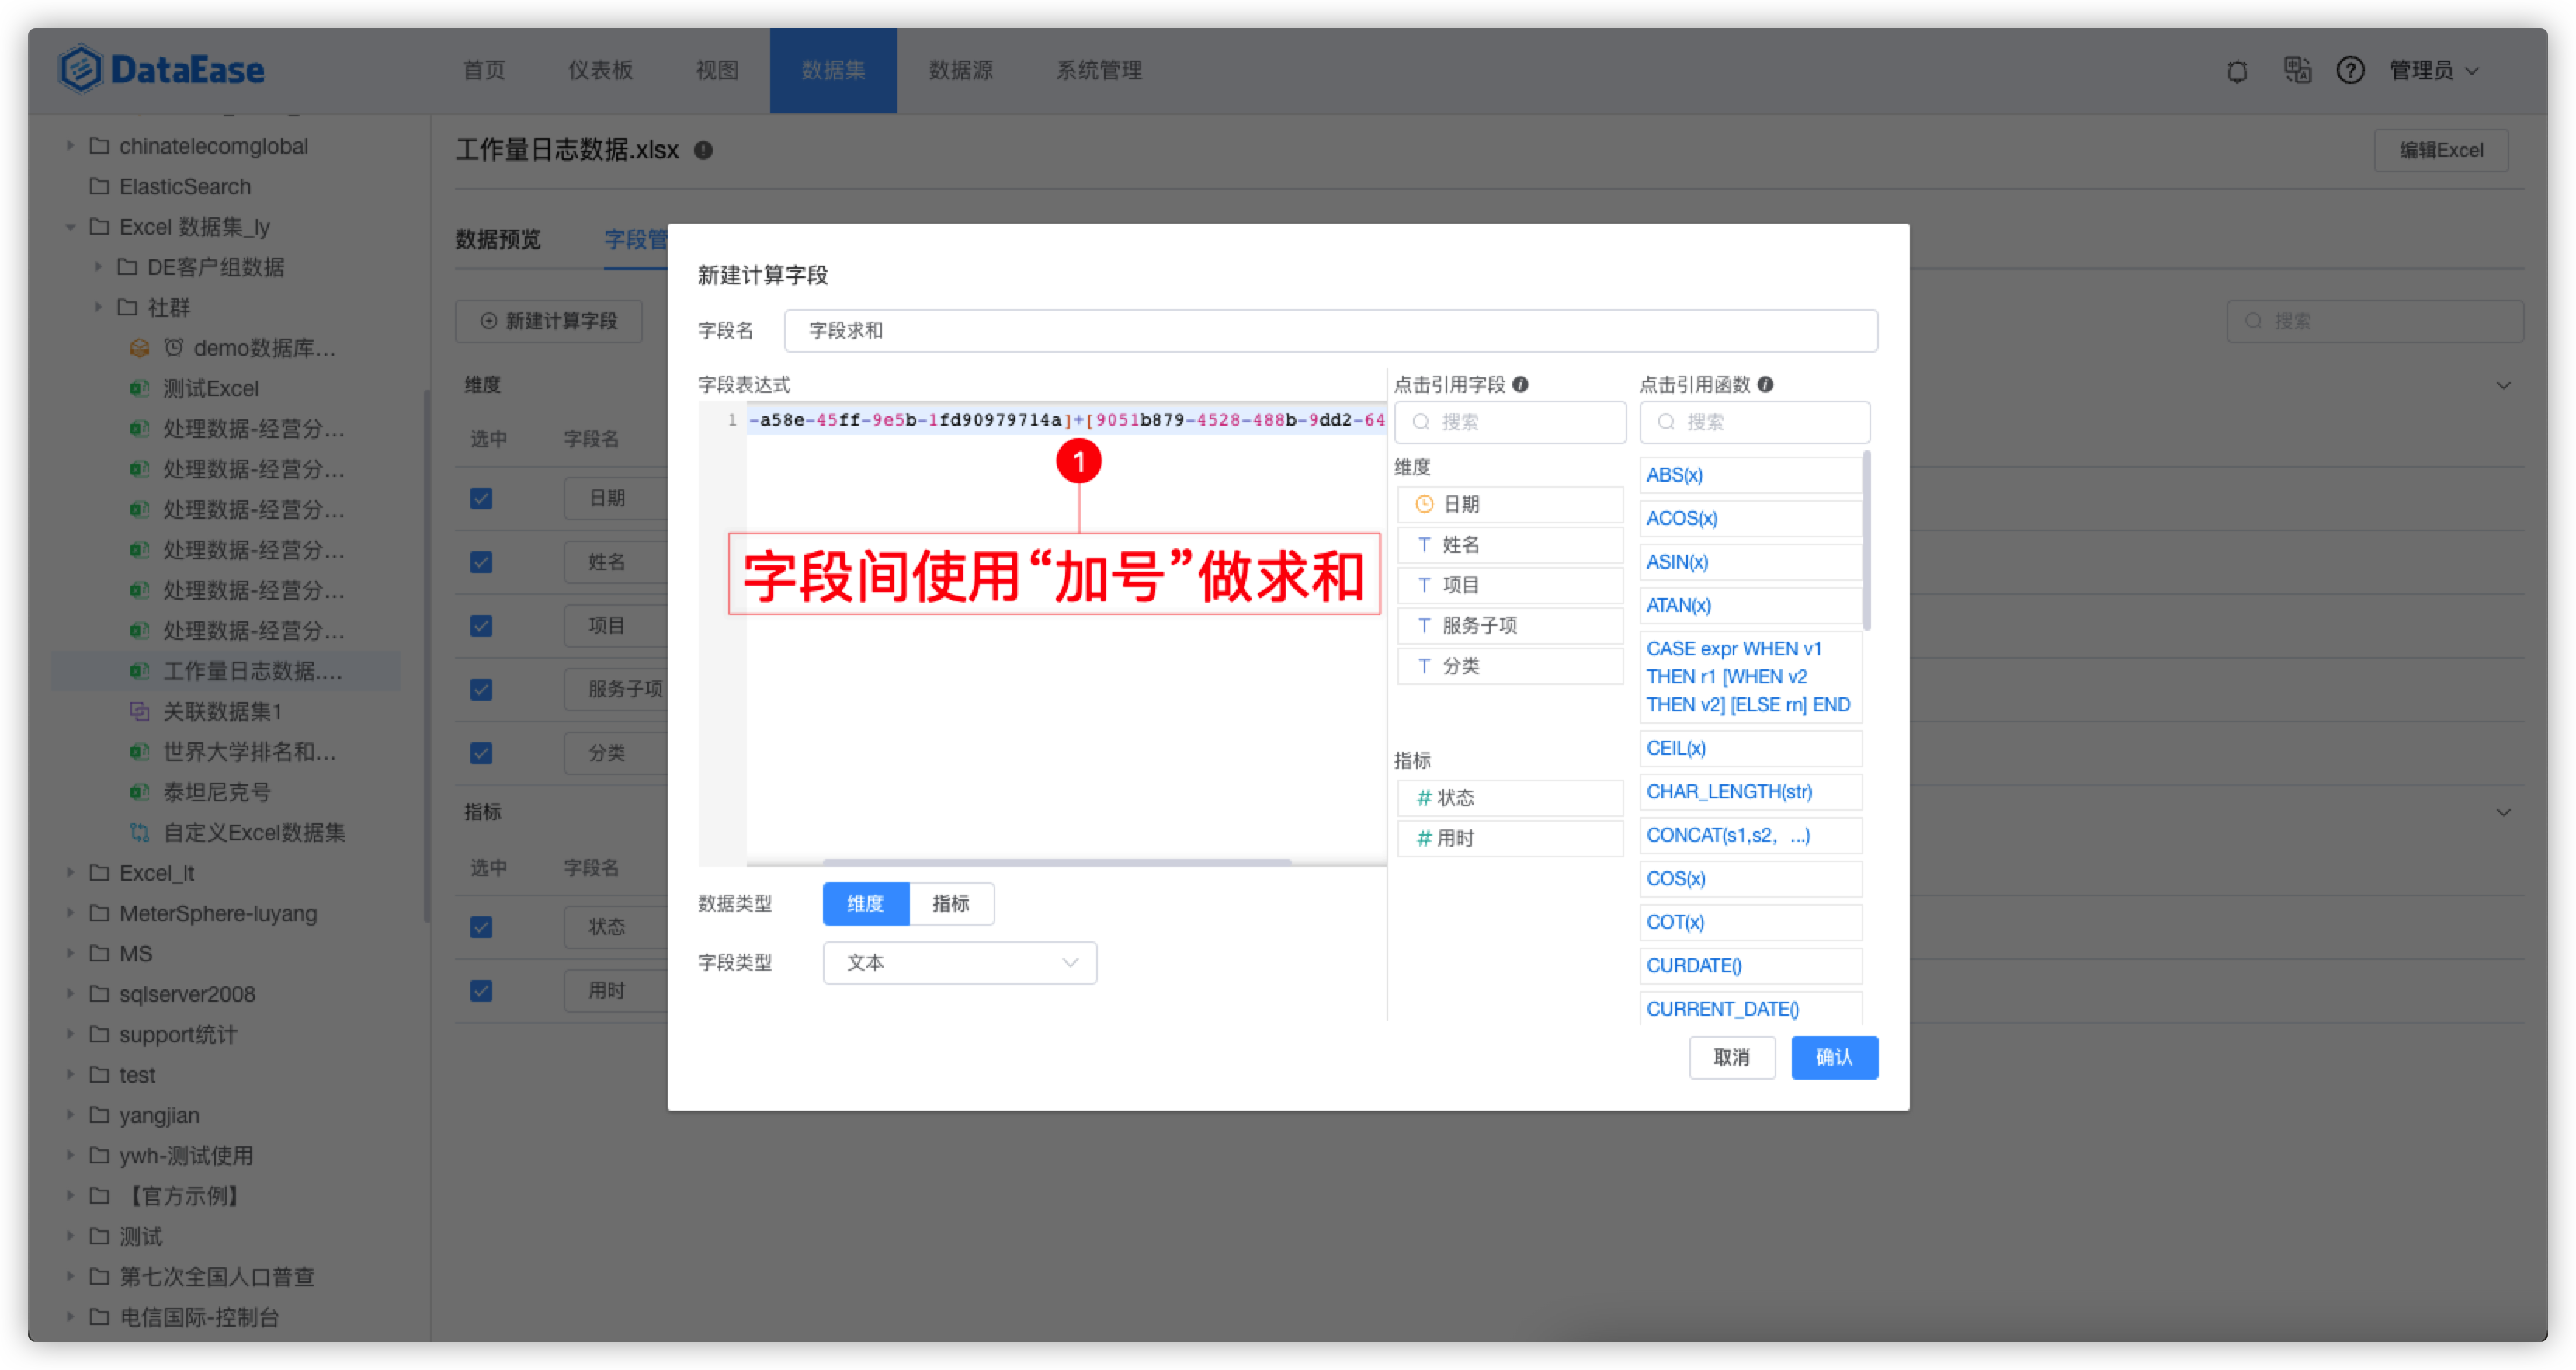 DataEase
首页
仪表板
视图
数据集
数据源
系统管理
管理员
chinatelecomglobal
ElasticSearch
Excel 数据集_ly
DE客户组数据
社群
demo数据库...
测试Excel
处理数据-经营分...
处理数据-经营分...
处理数据-经营分...
处理数据-经营分...
处理数据-经营分...
处理数据-经营分...
工作量日志数据....
关联数据集1
世界大学排名和...
泰坦尼克号
自定义Excel数据集
Excel_lt
MeterSphere-luyang
MS
sqlserver2008
support统计
test
yangjian
ywh-测试使用
【官方示例】
测试
第七次全国人口普查
电信国际-控制台
工作量日志数据.xlsx
编辑Excel
数据预览
字段管
新建计算字段
搜索
维度
选中
字段名
日期
姓名
项目
服务子项
分类
指标
选中
字段名
状态
用时
新建计算字段
字段名
字段求和
字段表达式
1
-a58e-45ff-9e5b-1fd90979714a]+[9051b879-4528-488b-9dd2-64
1
字段间使用“加号”做求和
数据类型
维度
指标
字段类型
文本
点击引用字段
搜索
维度
日期
T 姓名
T 项目
T 服务子项
T 分类
指标
# 状态
# 用时
点击引用函数
搜索
ABS(x)
ACOS(x)
ASIN(x)
ATAN(x)
CASE expr WHEN v1
THEN r1 [WHEN v2
THEN v2] [ELSE rn] END
CEIL(x)
CHAR_LENGTH(str)
CONCAT(s1,s2，...)
COS(x)
COT(x)
CURDATE()
CURRENT_DATE()
取消
确认